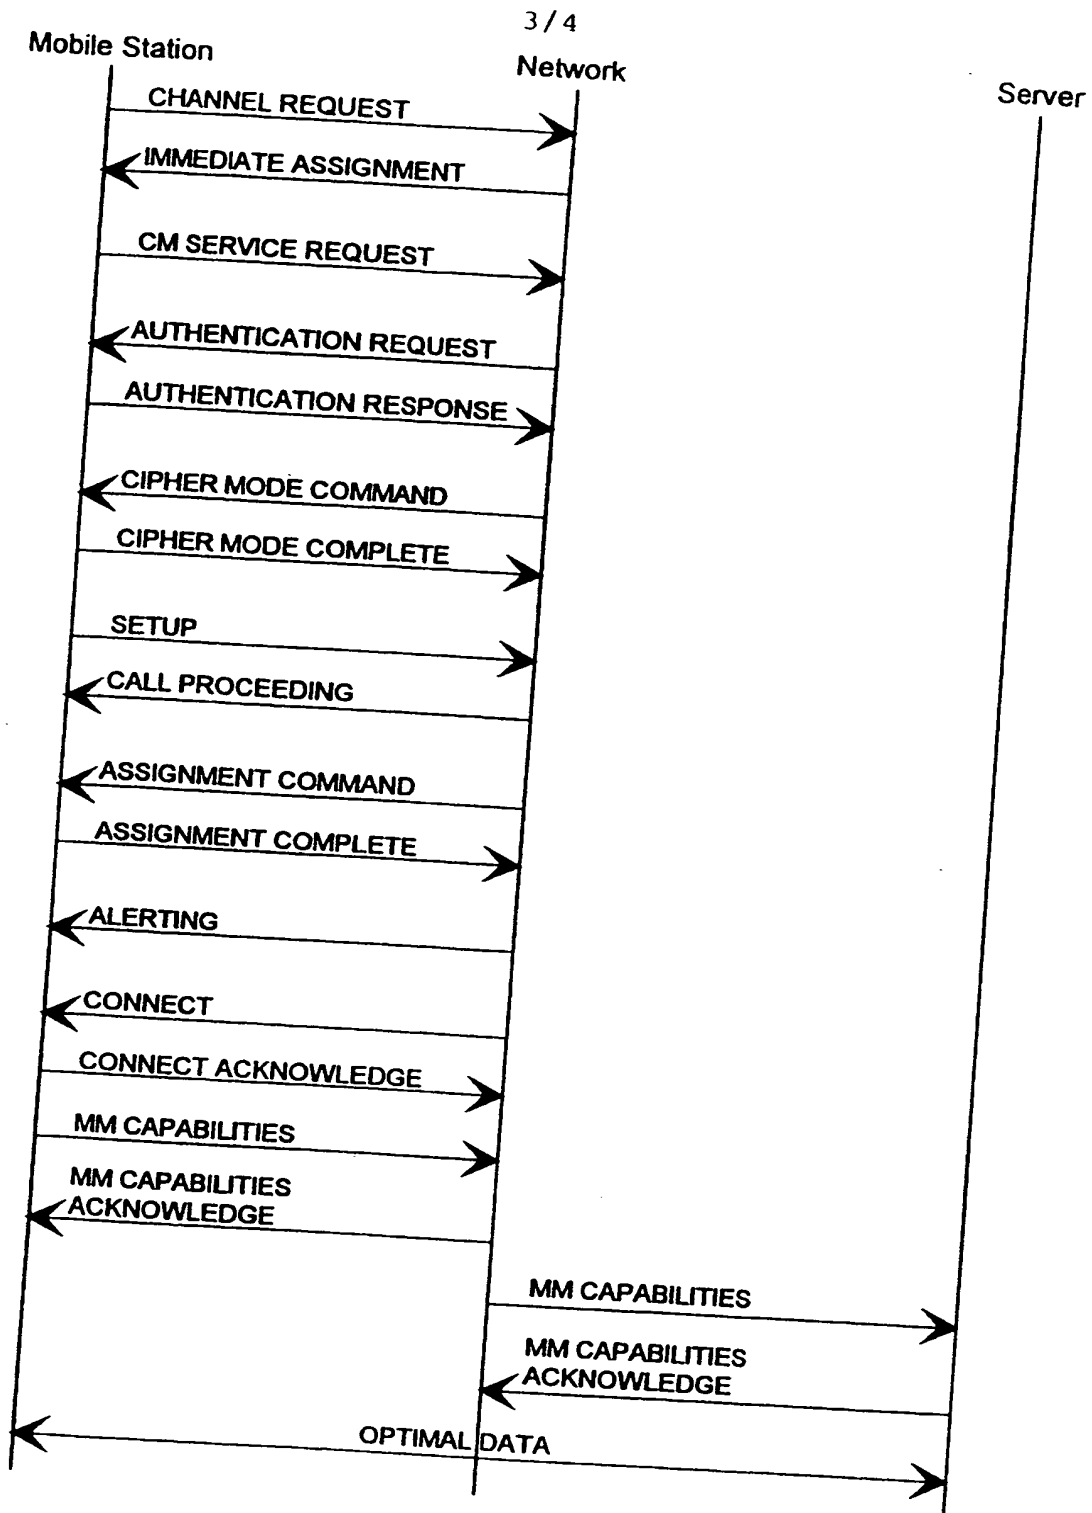 3/4
Mobile Station
Network
Server
CHANNEL REQUEST
IMMEDIATE ASSIGNMENT
CM SERVICE REQUEST
AUTHENTICATION REQUEST
AUTHENTICATION RESPONSE
CIPHER MODE COMMAND
CIPHER MODE COMPLETE
SETUP
CALL PROCEEDING
ASSIGNMENT COMMAND
ASSIGNMENT COMPLETE
ALERTING
CONNECT
CONNECT ACKNOWLEDGE
MM CAPABILITIES
MM CAPABILITIES
ACKNOWLEDGE
MM CAPABILITIES
MM CAPABILITIES
ACKNOWLEDGE
OPTIMAL DATA